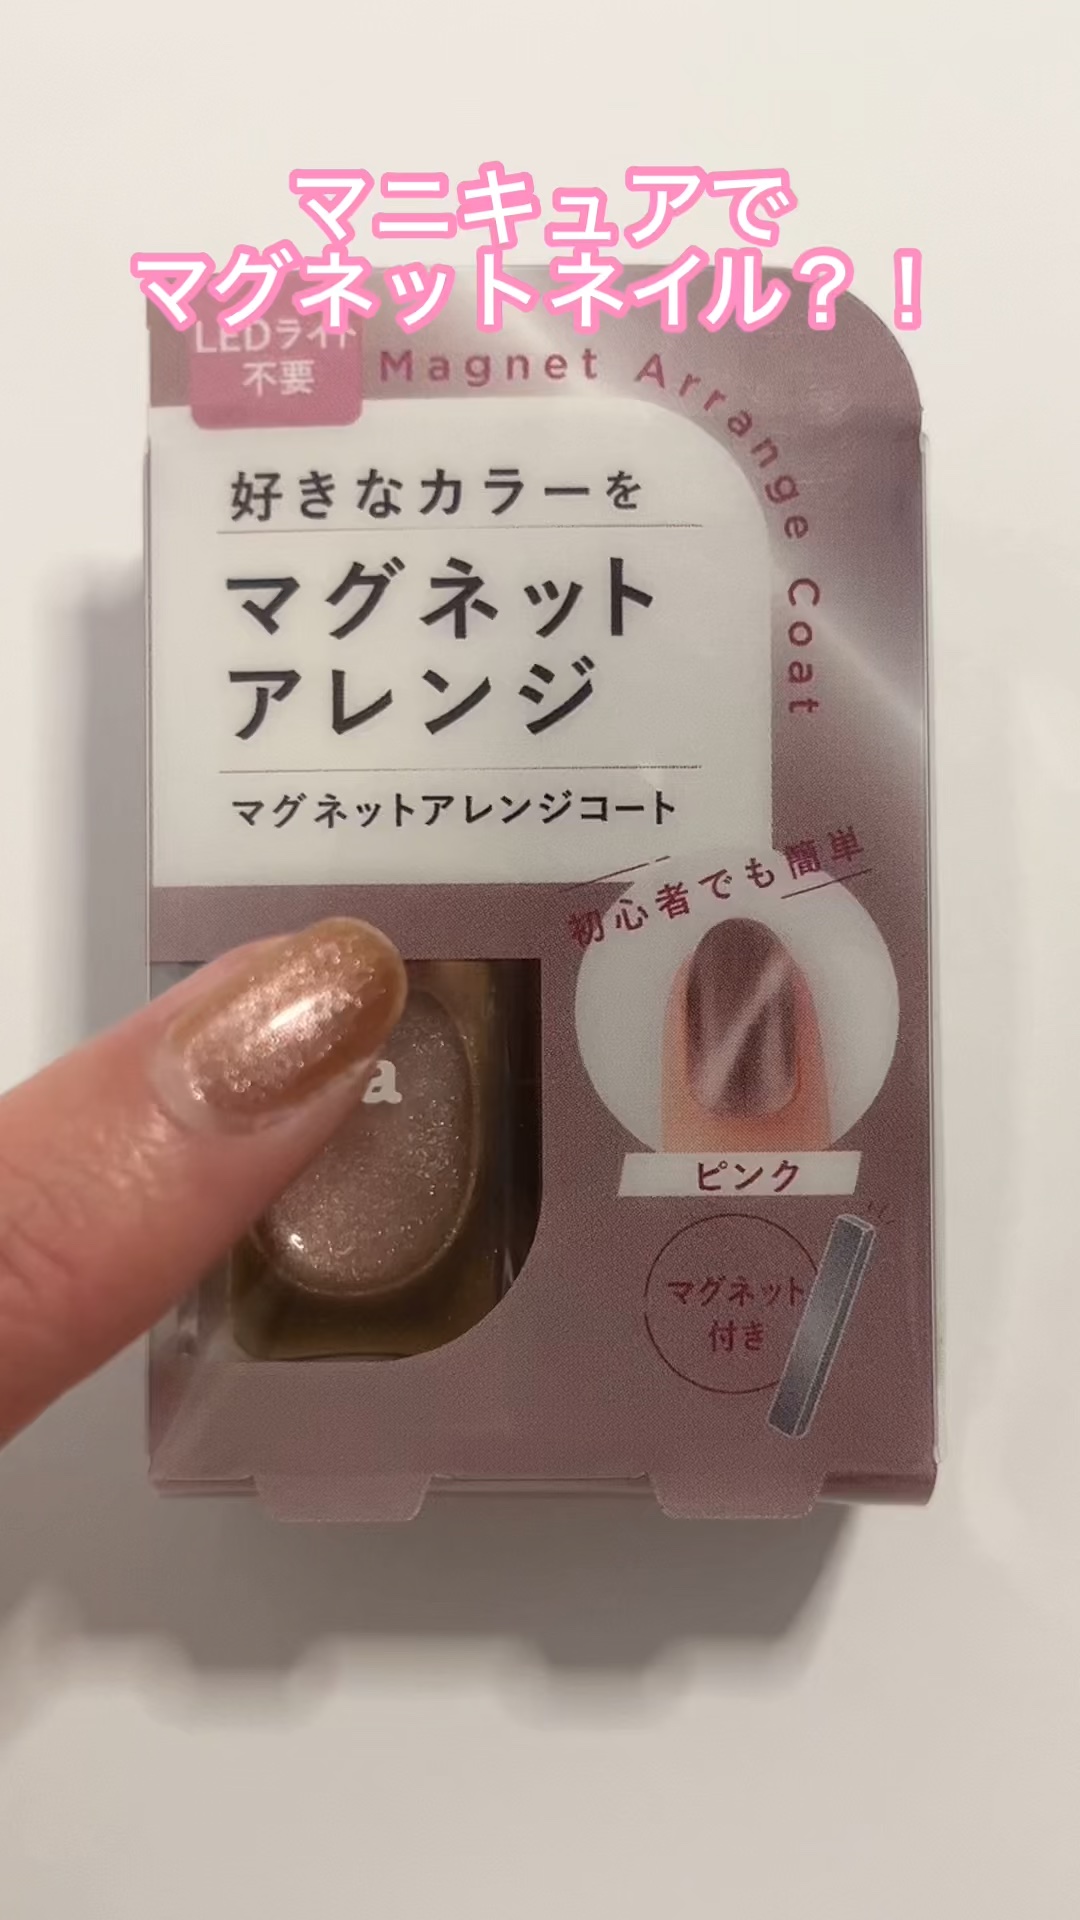 マニキュアで
マグネットネイル？！
LEDライト
不要
Magnet Arrange Coat
好きなカラーを
マグネット
アレンジ
マグネットアレンジコート
初心者でも簡単
a
ピンク
マグネット
付き